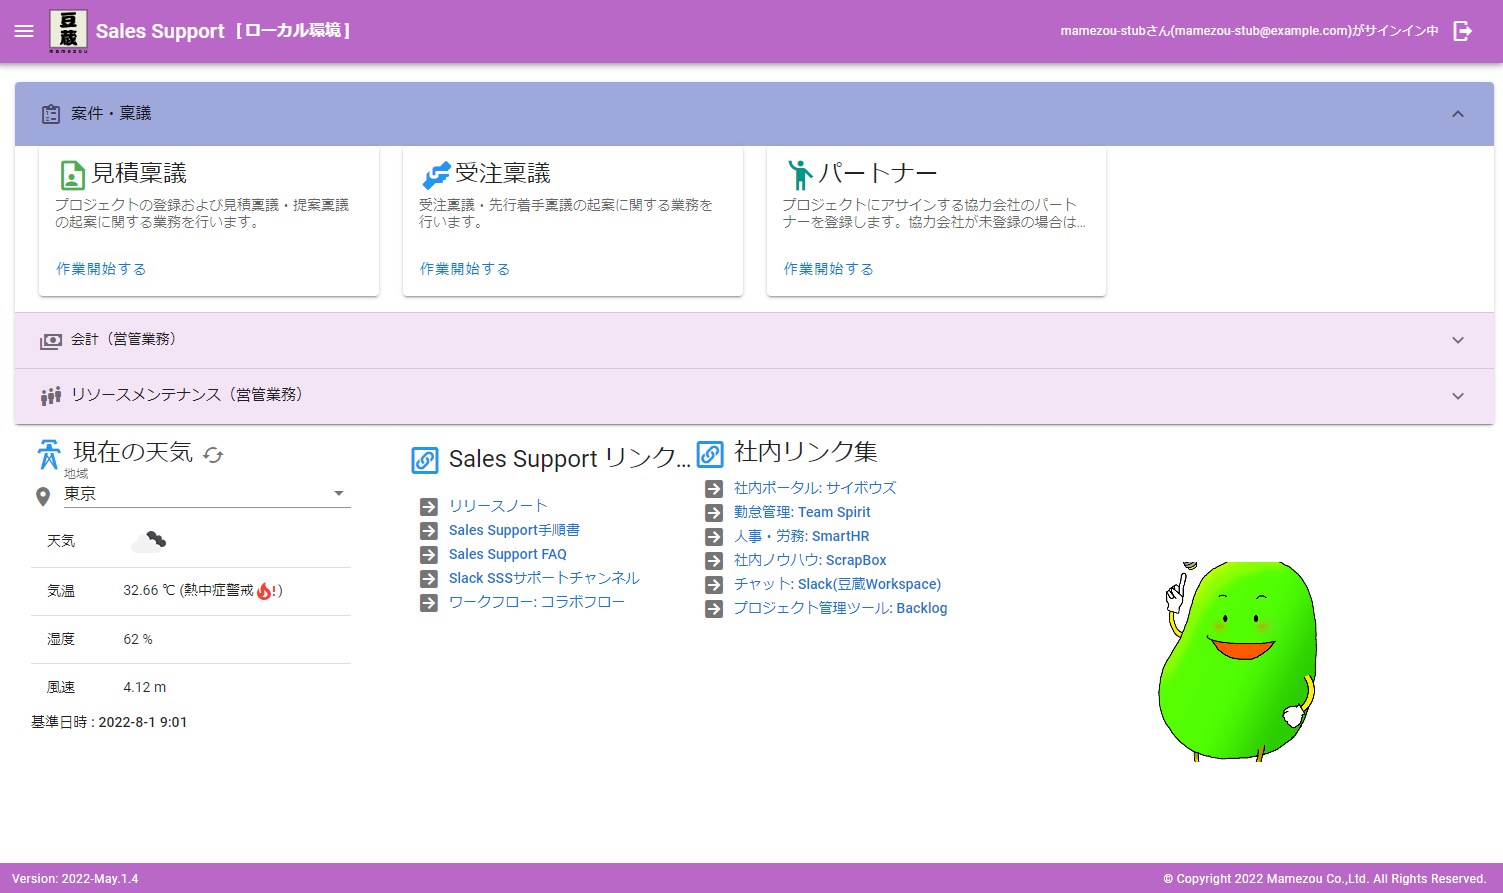 豆蔵
mamezou
Sales Support [ ローカル環境 ]
mamezou-stubさん(mamezou-stub@example.com)がサインイン中
案件・稟議
見積稟議
プロジェクトの登録および見積稟議・提案稟議
の起案に関する業務を行います。
作業開始する
受注稟議
受注稟議・先行着手稟議の起案に関する業務を
行います。
作業開始する
パートナー
プロジェクトにアサインする協力会社のパート
ナーを登録します。協力会社が未登録の場合は...
作業開始する
会計（営管業務）
リソースメンテナンス（営管業務）
現在の天気
地域
東京
天気
気温 32.66 ℃ (熱中症警戒 ! )
湿度 62 %
風速 4.12 m
基準日時 : 2022-8-1 9:01
Sales Support リンク...
リリースノート
Sales Support手順書
Sales Support FAQ
Slack SSSサポートチャンネル
ワークフロー: コラボフロー
社内リンク集
社内ポータル: サイボウズ
勤怠管理: Team Spirit
人事・労務: SmartHR
社内ノウハウ: ScrapBox
チャット: Slack(豆蔵Workspace)
プロジェクト管理ツール: Backlog
Version: 2022-May.1.4
© Copyright 2022 Mamezou Co.,Ltd. All Rights Reserved.